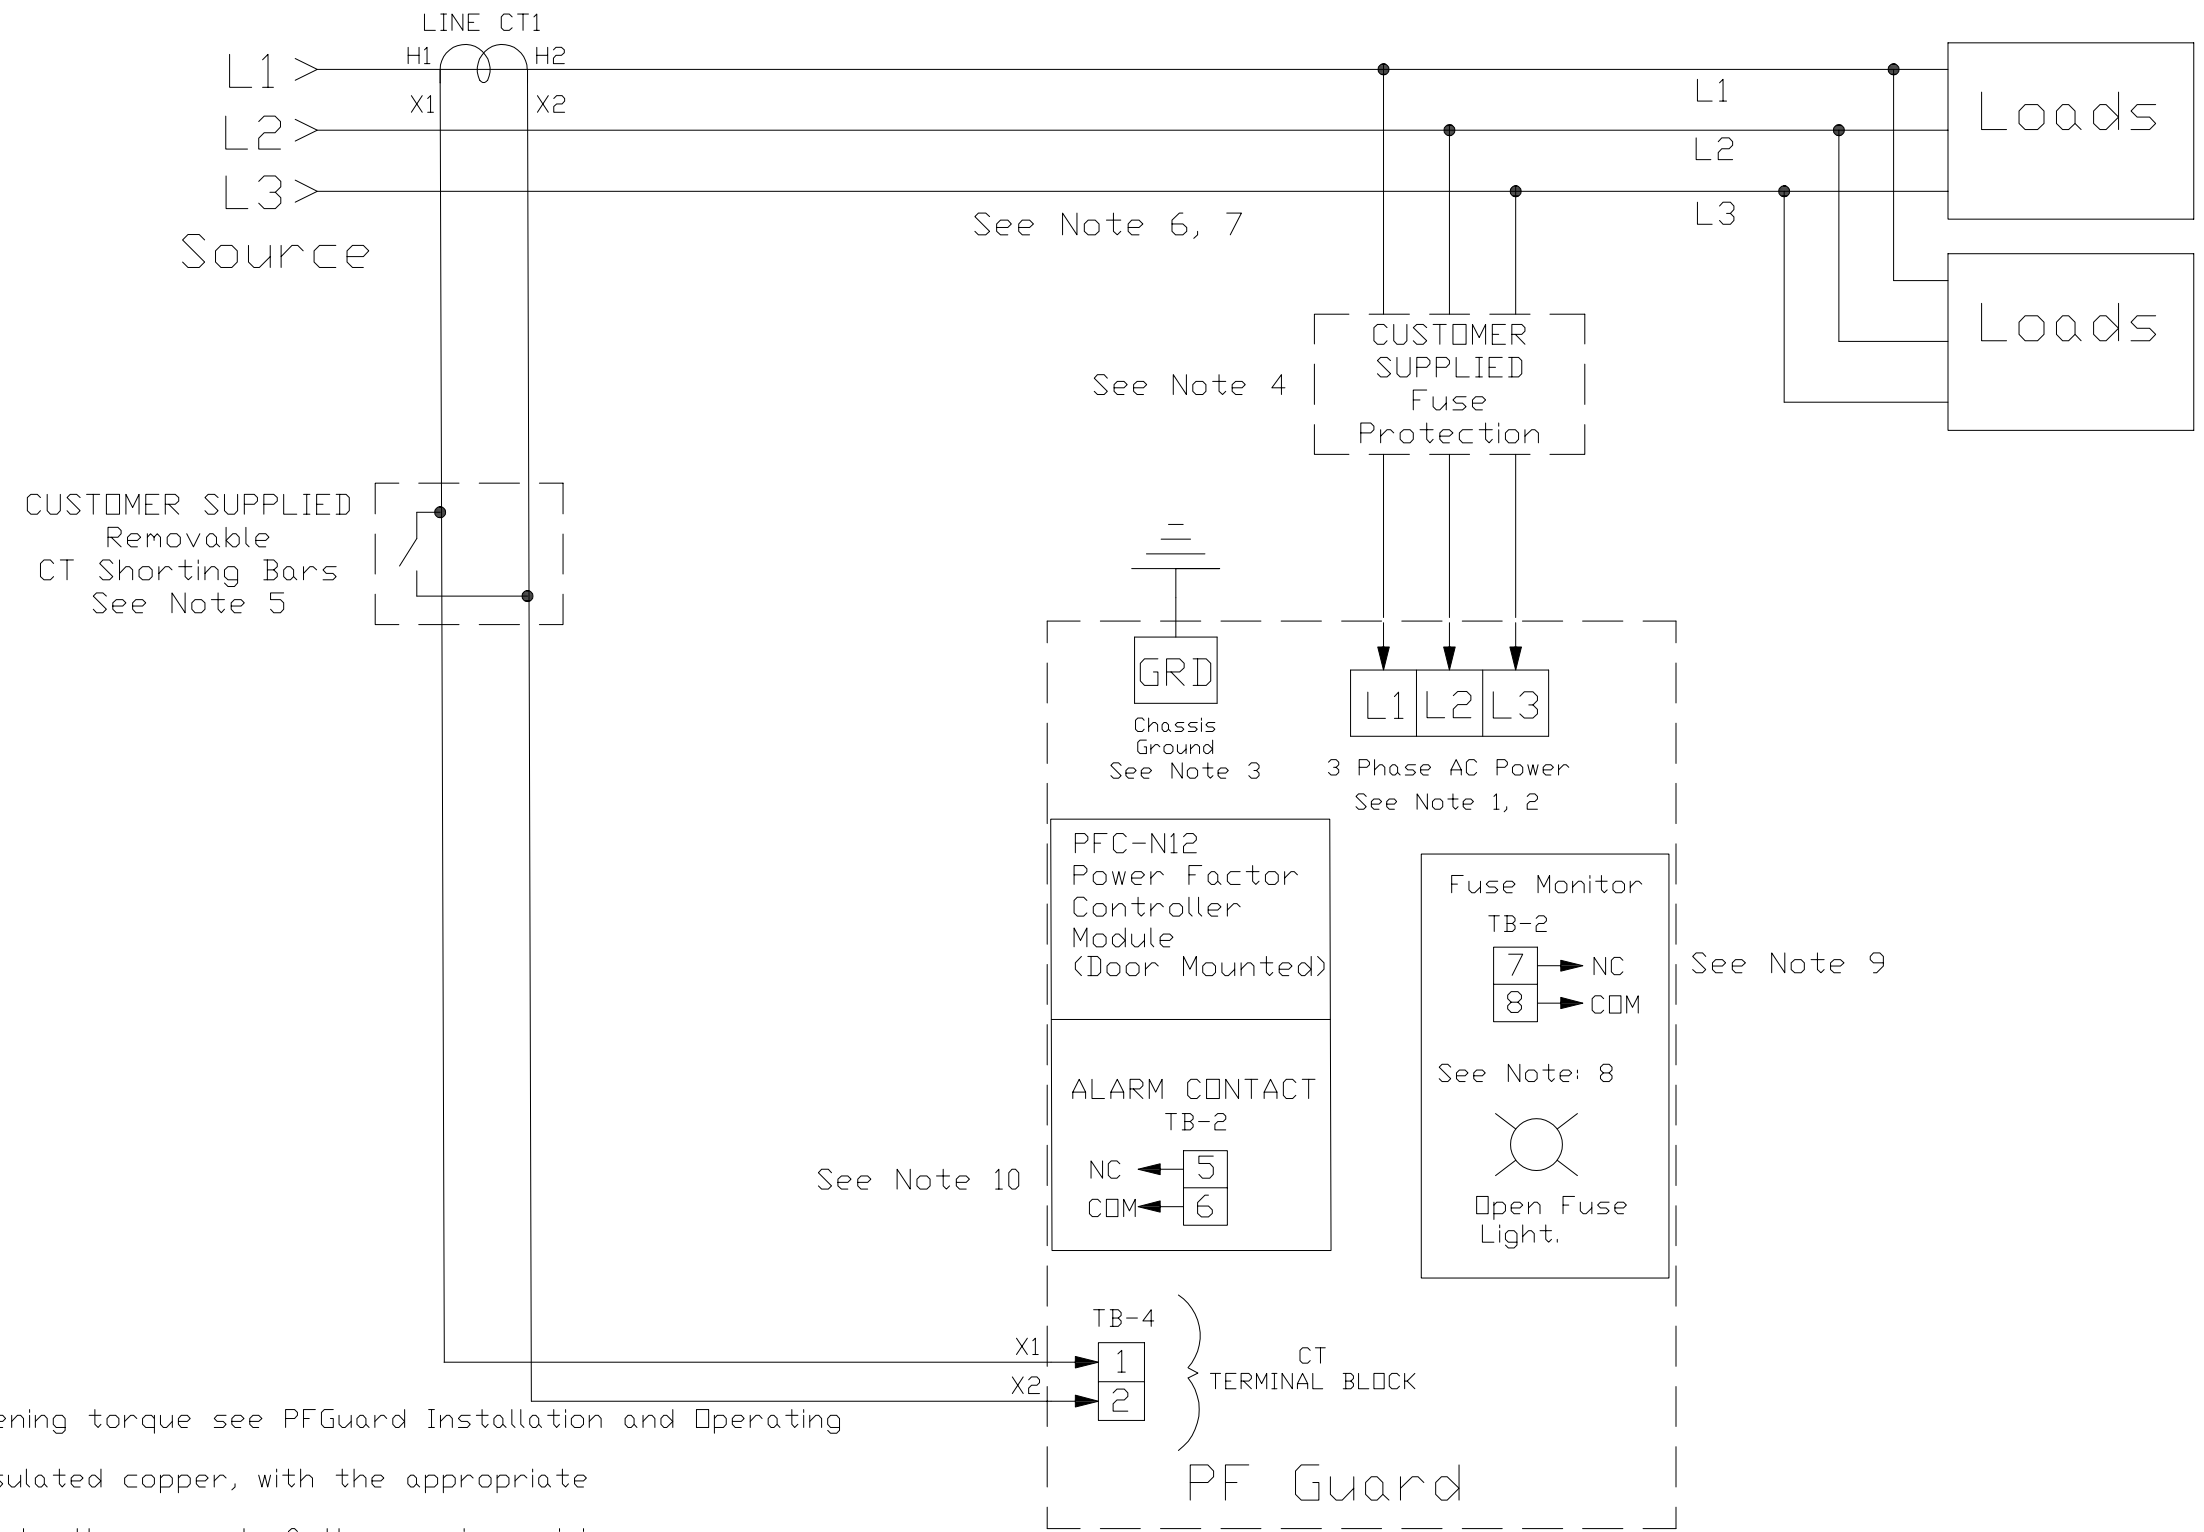 LINE CT1
H1
H2
L1
X1
X2
L1
Loads
L2
L2
L3
L3
See Note 6, 7
Source
Loads
CUSTOMER
SUPPLIED
Fuse
Protection
See Note 4
CUSTOMER SUPPLIED
Removable
CT Shorting Bars
See Note 5
GRD
Chassis
Ground
See Note 3
L1 L2 L3
3 Phase AC Power
See Note 1, 2
PFC-N12
Power Factor
Controller
Module
(Door Mounted)
Fuse Monitor
TB-2
7 NC
8 COM
See Note 9
See Note: 8
Open Fuse
Light.
ALARM CONTACT
TB-2
NC 5
COM 6
See Note 10
TB-4
X1 1
X2 2
CT
TERMINAL BLOCK
PF Guard
ening torque see PFGuard Installation and Operating
sulated copper, with the appropriate